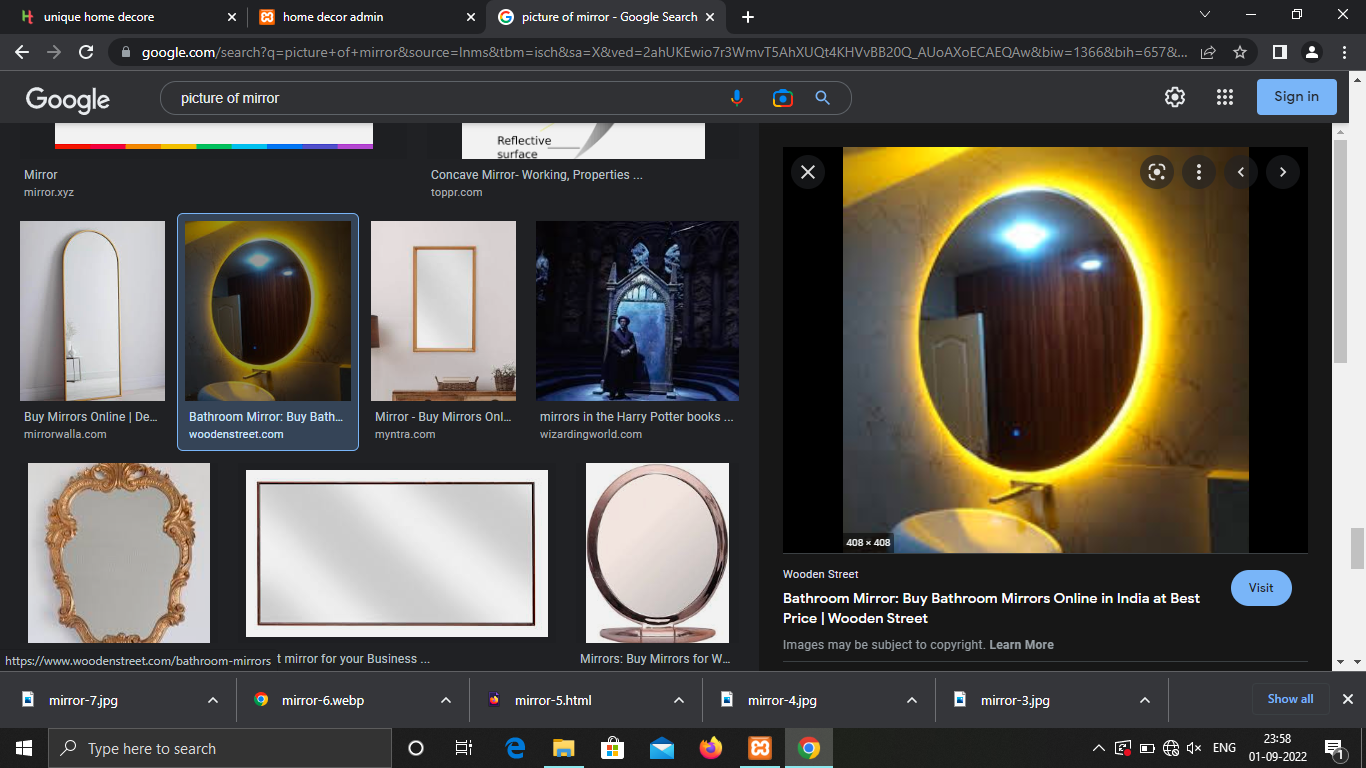 unique home decore
home decor admin
picture of mirror - Google Search
google.com/search?q=picture+of+mirror&source=lnms&tbm=isch&sa=X&ved=2ahUKEwio7r3WmvT5AhXUQt4KHVvBB20Q_AUoAXoECAEQAw&biw=1366&bih=657&...
Google
picture of mirror
Sign in
Reflective
surface
Mirror
mirror.xyz
Concave Mirror- Working, Properties ...
toppr.com
Buy Mirrors Online | De...
mirrorwalla.com
Bathroom Mirror: Buy Bath...
woodenstreet.com
Mirror - Buy Mirrors Onl...
myntra.com
mirrors in the Harry Potter books ...
wizardingworld.com
https://www.woodenstreet.com/bathroom-mirrors
t mirror for your Business ...
Mirrors: Buy Mirrors for W...
408 × 408
Wooden Street
Bathroom Mirror: Buy Bathroom Mirrors Online in India at Best
Price | Wooden Street
Visit
Images may be subject to copyright. Learn More
mirror-7.jpg
mirror-6.webp
mirror-5.html
mirror-4.jpg
mirror-3.jpg
Show all
Type here to search
ENG
23:58
01-09-2022
1